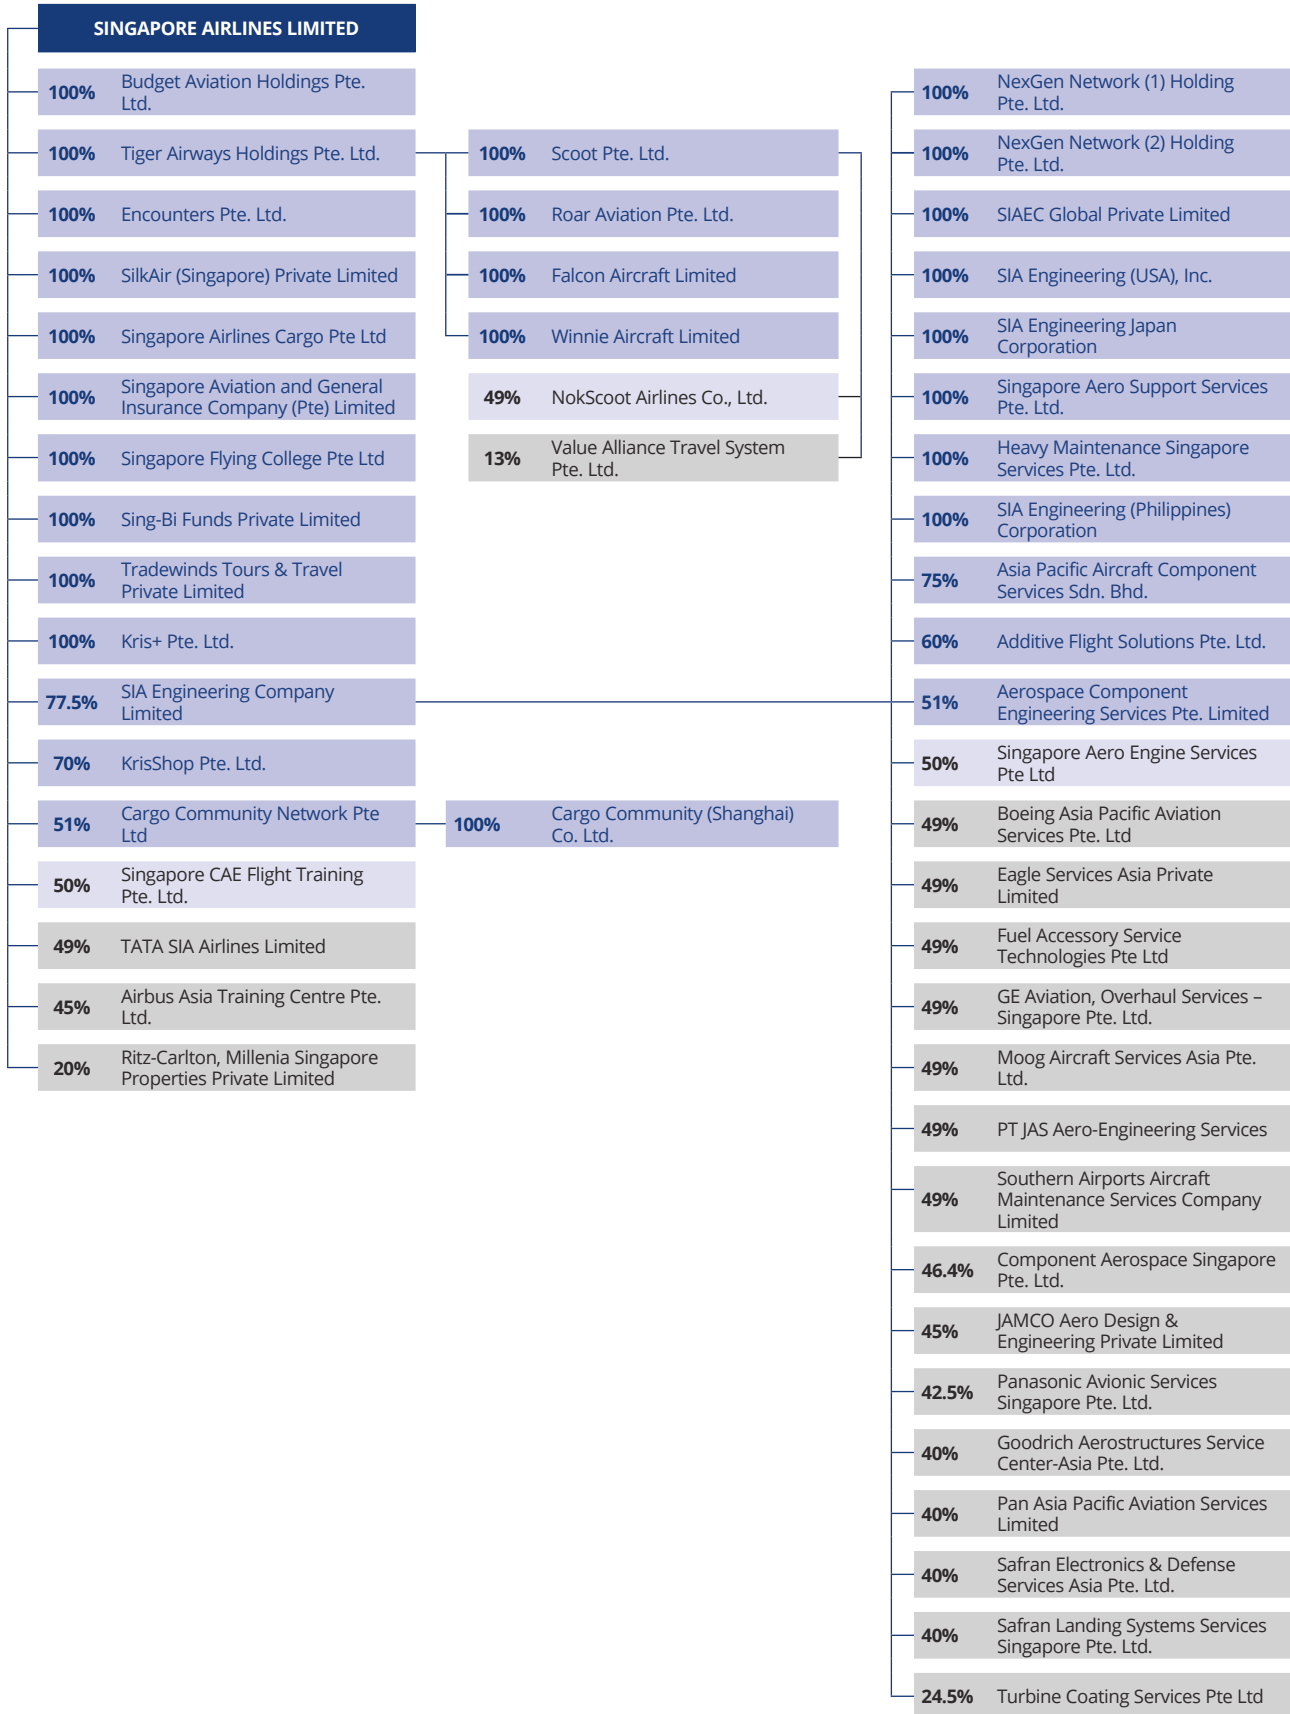 SINGAPORE AIRLINES LIMITED
100% Budget Aviation Holdings Pte.
Ltd.
100% Tiger Airways Holdings Pte. Ltd.
100% Encounters Pte. Ltd.
100% SilkAir (Singapore) Private Limited
100% Singapore Airlines Cargo Pte Ltd
100% Singapore Aviation and General
Insurance Company (Pte) Limited
100% Singapore Flying College Pte Ltd
100% Sing-Bi Funds Private Limited
100% Tradewinds Tours & Travel
Private Limited
100% Kris+ Pte. Ltd.
77.5% SIA Engineering Company
Limited
70% KrisShop Pte. Ltd.
51% Cargo Community Network Pte
Ltd
50% Singapore CAE Flight Training
Pte. Ltd.
49% TATA SIA Airlines Limited
45% Airbus Asia Training Centre Pte.
Ltd.
20% Ritz-Carlton, Millenia Singapore
Properties Private Limited
100% Scoot Pte. Ltd.
100% Roar Aviation Pte. Ltd.
100% Falcon Aircraft Limited
100% Winnie Aircraft Limited
49% NokScoot Airlines Co., Ltd.
13% Value Alliance Travel System
Pte. Ltd.
100% Cargo Community (Shanghai)
Co. Ltd.
100% NexGen Network (1) Holding
Pte. Ltd.
100% NexGen Network (2) Holding
Pte. Ltd.
100% SIAEC Global Private Limited
100% SIA Engineering (USA), Inc.
100% SIA Engineering Japan
Corporation
100% Singapore Aero Support Services
Pte. Ltd.
100% Heavy Maintenance Singapore
Services Pte. Ltd.
100% SIA Engineering (Philippines)
Corporation
75% Asia Pacific Aircraft Component
Services Sdn. Bhd.
60% Additive Flight Solutions Pte. Ltd.
51% Aerospace Component
Engineering Services Pte. Limited
50% Singapore Aero Engine Services
Pte Ltd
49% Boeing Asia Pacific Aviation
Services Pte. Ltd
49% Eagle Services Asia Private
Limited
49% Fuel Accessory Service
Technologies Pte Ltd
49% GE Aviation, Overhaul Services –
Singapore Pte. Ltd.
49% Moog Aircraft Services Asia Pte.
Ltd.
49% PT JAS Aero-Engineering Services
49% Southern Airports Aircraft
Maintenance Services Company
Limited
46.4% Component Aerospace Singapore
Pte. Ltd.
45% JAMCO Aero Design &
Engineering Private Limited
42.5% Panasonic Avionic Services
Singapore Pte. Ltd.
40% Goodrich Aerostructures Service
Center-Asia Pte. Ltd.
40% Pan Asia Pacific Aviation Services
Limited
40% Safran Electronics & Defense
Services Asia Pte. Ltd.
40% Safran Landing Systems Services
Singapore Pte. Ltd.
24.5% Turbine Coating Services Pte Ltd